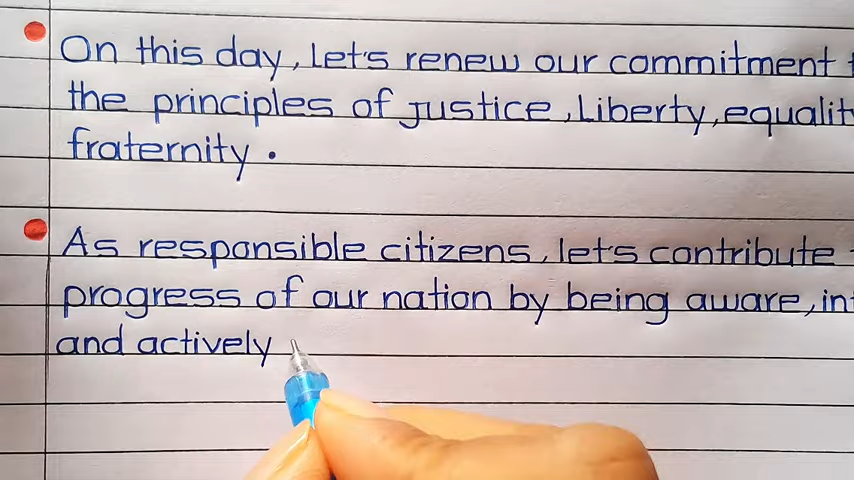 On this day, let's renew our commitment
the principles of justice, liberty, equalit
fraternity.
As responsible citizens, let's contribute
progress of our nation by being aware, in
and actively